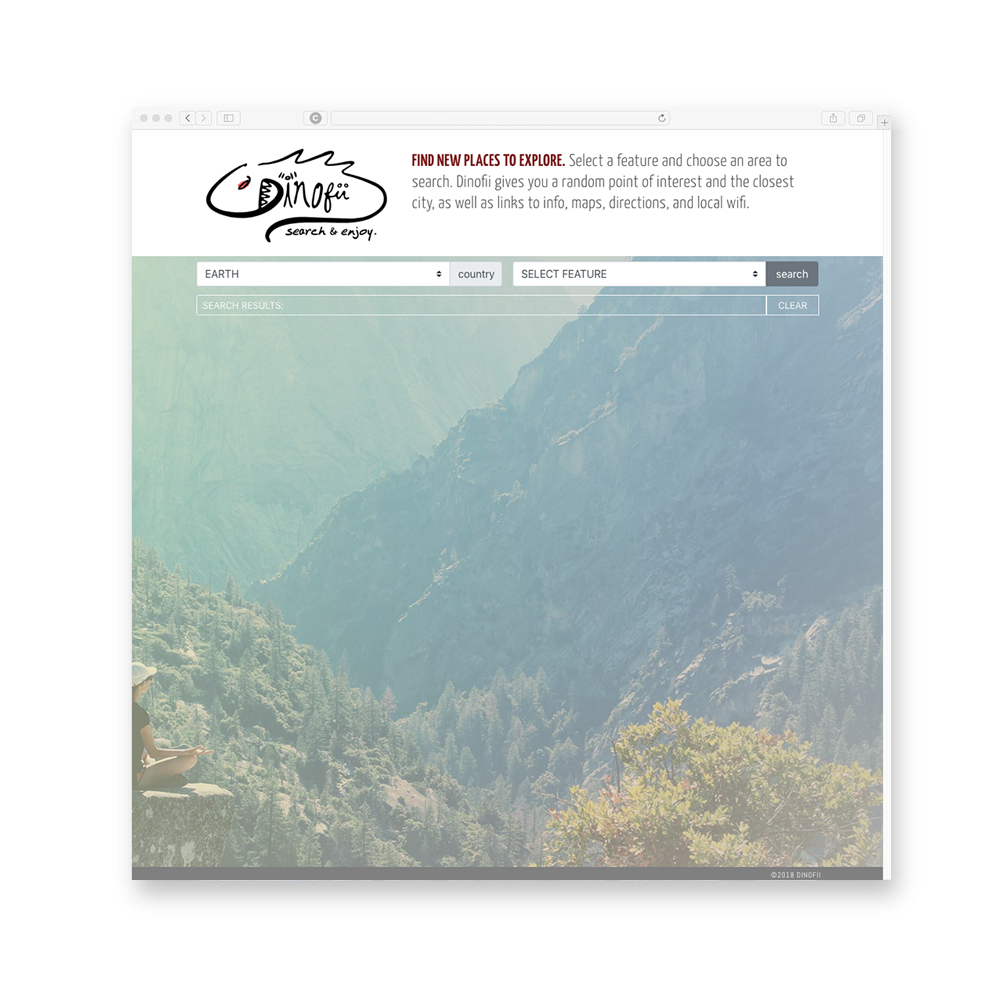 Dinofii
search & enjoy.
FIND NEW PLACES TO EXPLORE. Select a feature and choose an area to
search. Dinofii gives you a random point of interest and the closest
city, as well as links to info, maps, directions, and local wifi.
EARTH country SELECT FEATURE search
SEARCH RESULTS: CLEAR
©2018 DINOFII